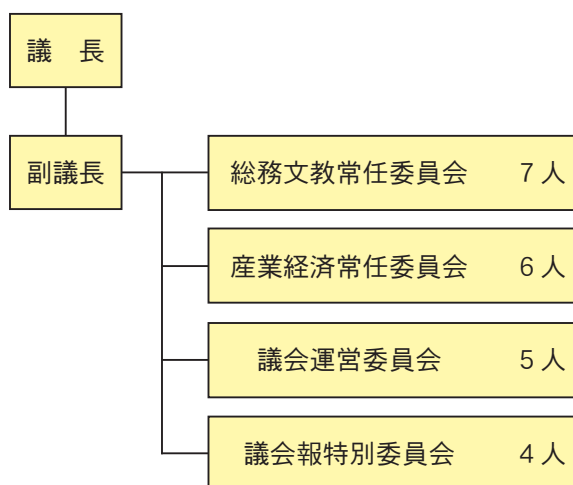 議　長
副議長
総務文教常任委員会　7人
産業経済常任委員会　6人
議会運営委員会　5人
議会報特別委員会　4人